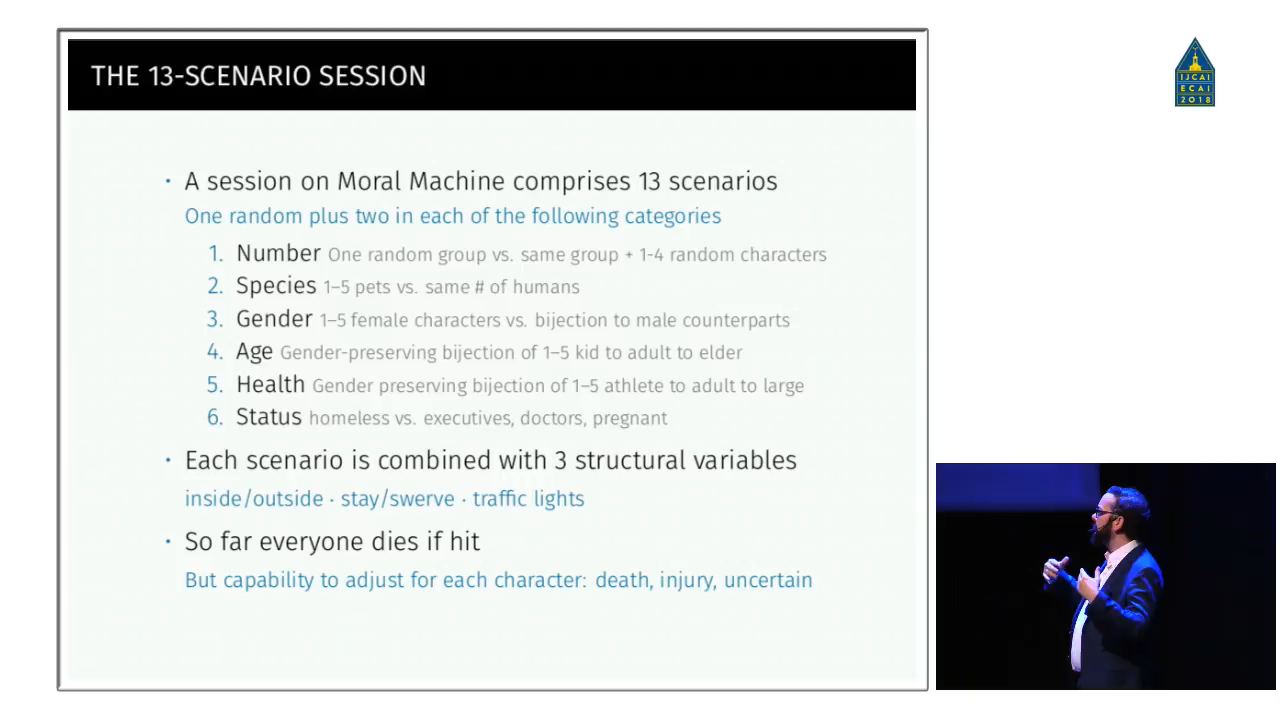 THE 13-SCENARIO SESSION
· A session on Moral Machine comprises 13 scenarios
One random plus two in each of the following categories
1. Number One random group vs. same group + 1-4 random characters
2. Species 1–5 pets vs. same # of humans
3. Gender 1–5 female characters vs. bijection to male counterparts
4. Age Gender-preserving bijection of 1–5 kid to adult to elder
5. Health Gender preserving bijection of 1–5 athlete to adult to large
6. Status homeless vs. executives, doctors, pregnant
· Each scenario is combined with 3 structural variables
inside/outside · stay/swerve · traffic lights
· So far everyone dies if hit
But capability to adjust for each character: death, injury, uncertain
IJCAI
ECAI
2018